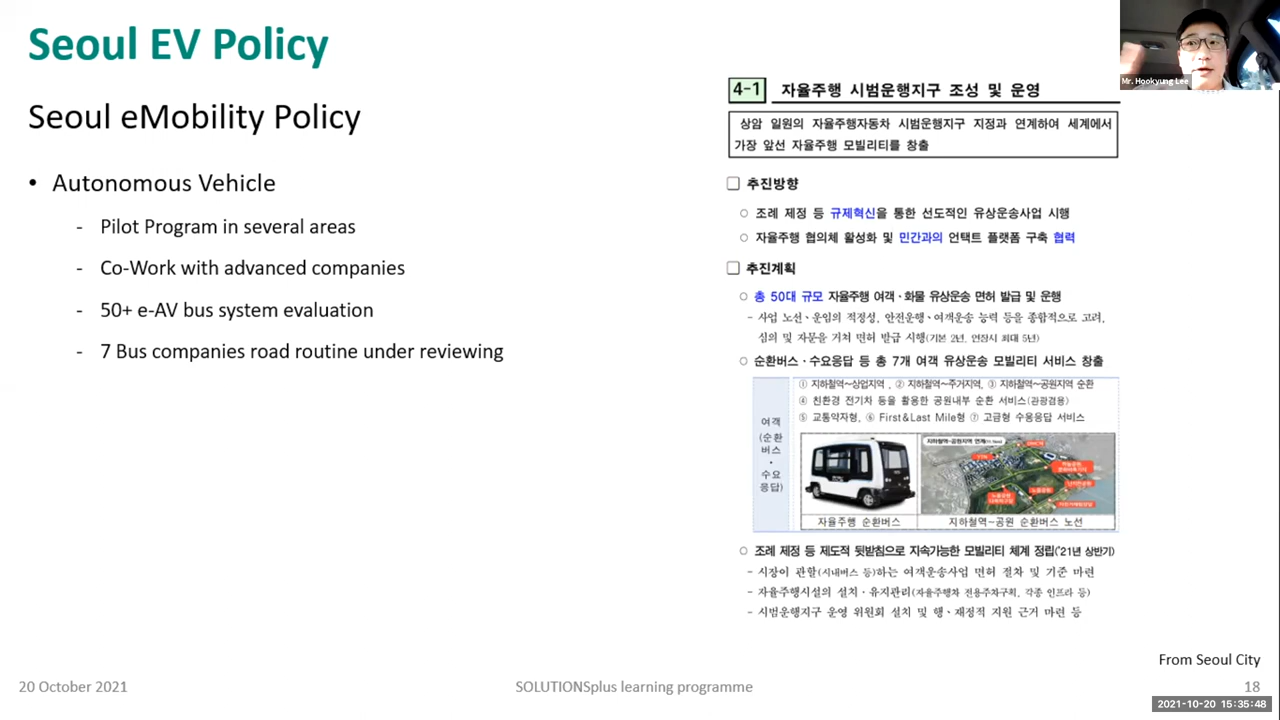 Seoul EV Policy
Seoul eMobility Policy
• Autonomous Vehicle
- Pilot Program in several areas
- Co-Work with advanced companies
- 50+ e-AV bus system evaluation
- 7 Bus companies road routine under reviewing
Mr. Hookyung Lee
4-1 자율주행 시범운행지구 조성 및 운영
상암 일원의 자율주행자동차 시범운행지구 지정과 연계하여 세계에서
가장 앞선 자율주행 모빌리티를 창출
□ 추진방향
○ 조례 제정 등 규제혁신을 통한 선도적인 유상운송사업 시행
○ 자율주행 협의체 활성화 및 민간과의 언택트 플랫폼 구축 협력
□ 추진계획
○ 총 50대 규모 자율주행 여객·화물 유상운송 면허 발급 및 운행
- 사업 노선·운임의 적정성, 안전운행·여객운송 능력 등을 종합적으로 고려,
심의 및 자문을 거쳐 면허 발급 시행(기본 2년, 연장시 최대 5년)
○ 순환버스·수요응답 등 총 7개 여객 유상운송 모빌리티 서비스 창출
여객
(순환
버스
·
수요
응답)
① 지하철역~상업지역, ② 지하철역~주거지역, ③ 지하철역~공원지역 순환
④ 친환경 전기차 등을 활용한 공원내부 순환 서비스(관광겸용)
⑤ 교통약자형, ⑥ First&Last Mile형 ⑦ 고급형 수응응답 서비스
지하철역~공원지역 연계
자율주행 순환버스
지하철역~공원 순환버스 노선
○ 조례 제정 등 제도적 뒷받침으로 지속가능한 모빌리티 체계 정립('21년 상반기)
- 시장이 관할(시내버스 등)하는 여객운송사업 면허 절차 및 기준 마련
- 자율주행시설의 설치·유지관리(자율주행차 전용주차구획, 각종 인프라 등)
- 시범운행지구 운영 위원회 설치 및 행·재정적 지원 근거 마련 등
From Seoul City
20 October 2021
SOLUTIONSplus learning programme
18
2021-10-20 15:35:48